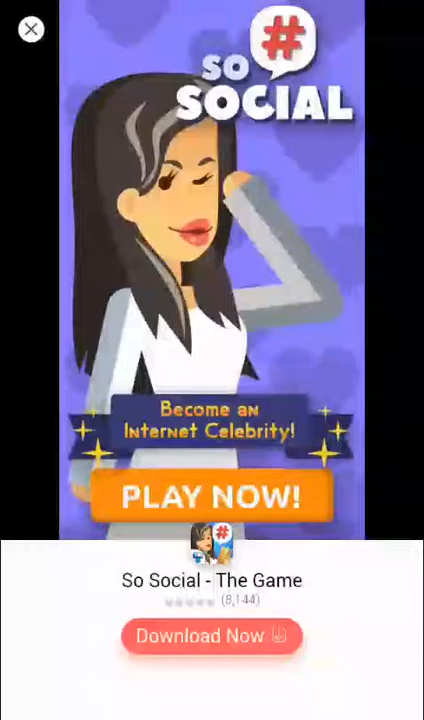 SO #
SOCIAL
Become an
Internet Celebrity!
PLAY NOW!
#
So Social - The Game
(8,144)
Download Now